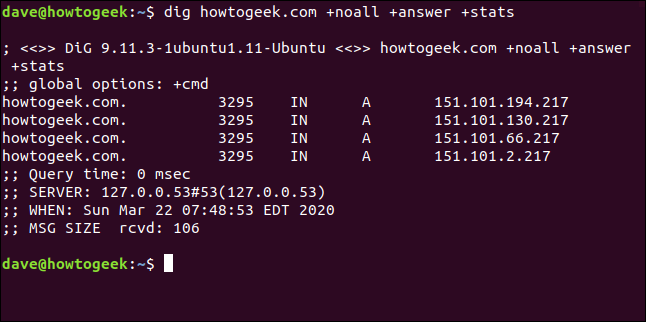 dave@howtogeek:~$ dig howtogeek.com +noall +answer +stats
; <<>> DiG 9.11.3-1ubuntu1.11-Ubuntu <<>> howtogeek.com +noall +answer
+stats
;; global options: +cmd
howtogeek.com. 3295 IN A 151.101.194.217
howtogeek.com. 3295 IN A 151.101.130.217
howtogeek.com. 3295 IN A 151.101.66.217
howtogeek.com. 3295 IN A 151.101.2.217
;; Query time: 0 msec
;; SERVER: 127.0.0.53#53(127.0.0.53)
;; WHEN: Sun Mar 22 07:48:53 EDT 2020
;; MSG SIZE rcvd: 106
dave@howtogeek:~$